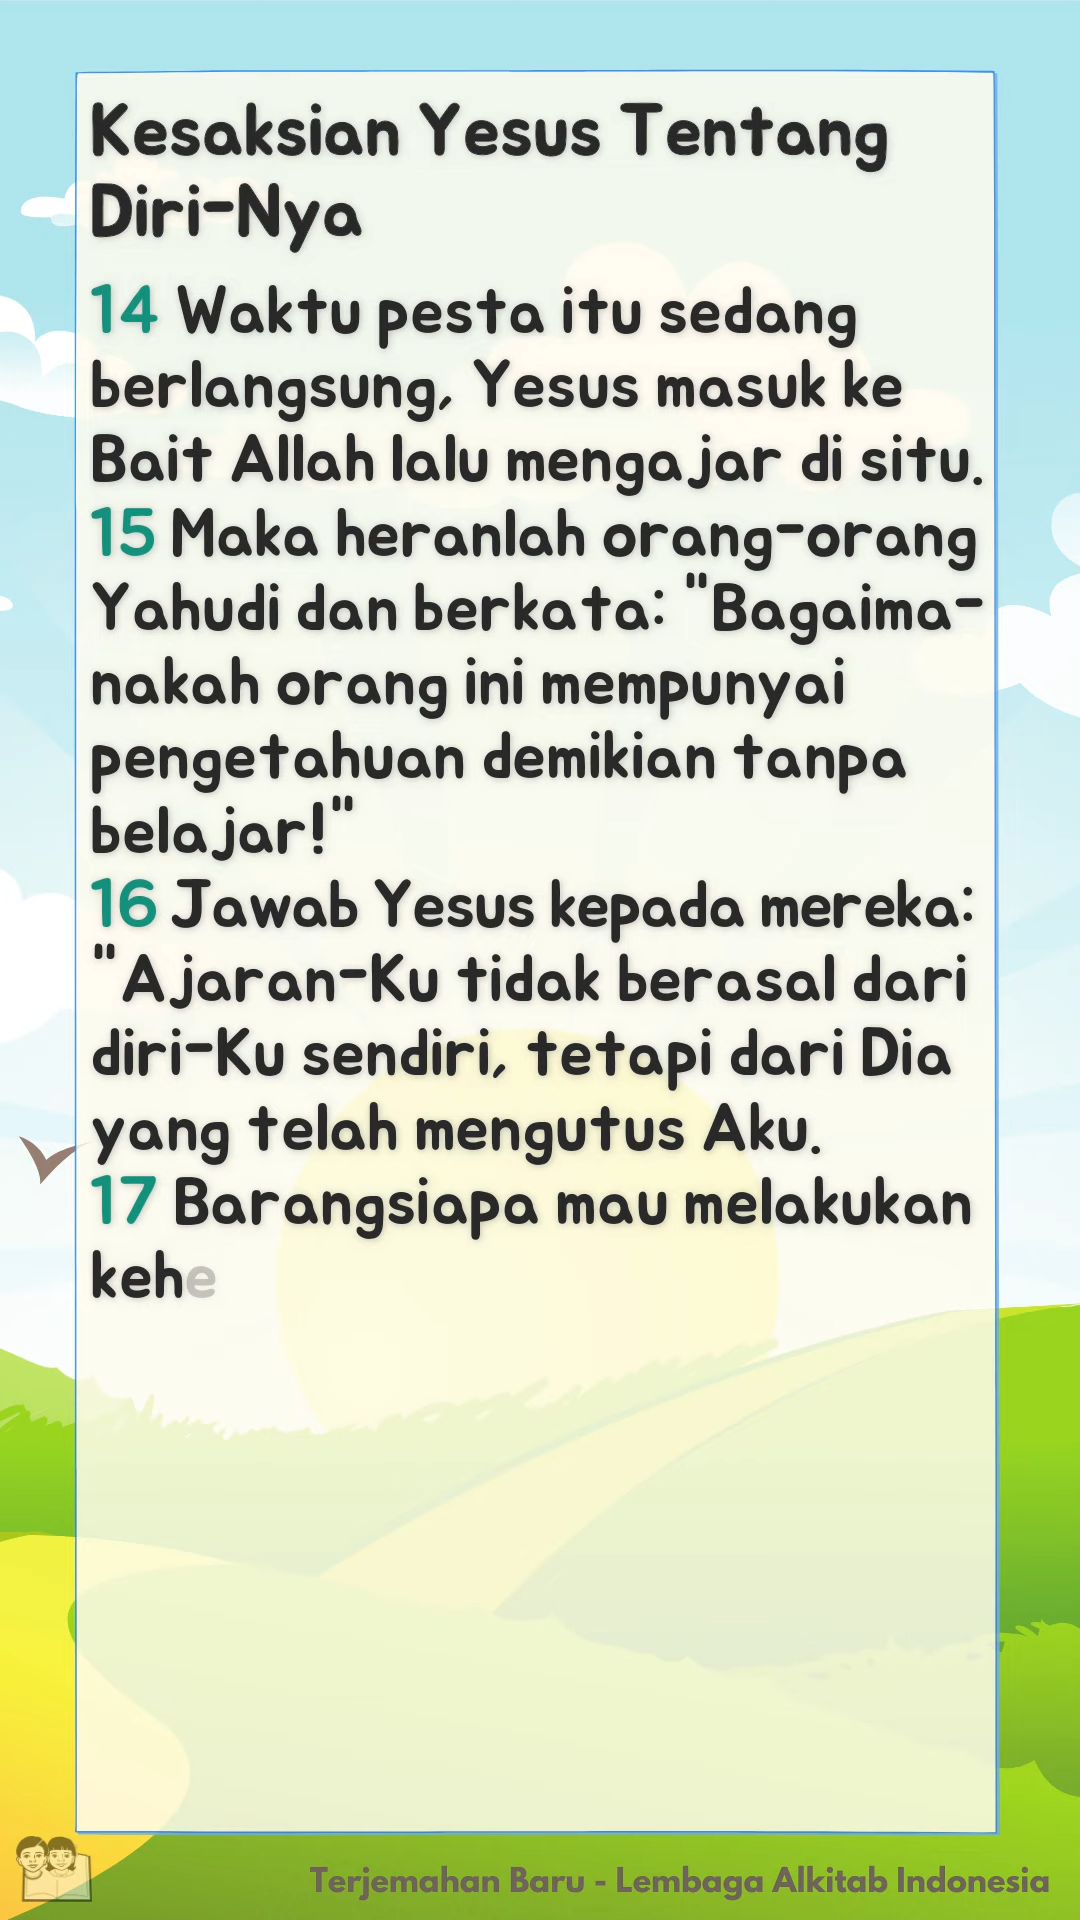 Kesaksian Yesus Tentang
Diri-Nya
14 Waktu pesta itu sedang
berlangsung, Yesus masuk ke
Bait Allah lalu mengajar di situ.
15 Maka heranlah orang-orang
Yahudi dan berkata: "Bagaima-
nakah orang ini mempunyai
pengetahuan demikian tanpa
belajar!"
16 Jawab Yesus kepada mereka:
"Ajaran-Ku tidak berasal dari
diri-Ku sendiri, tetapi dari Dia
yang telah mengutus Aku.
17 Barangsiapa mau melakukan
kehe
Terjemahan Baru - Lembaga Alkitab Indonesia